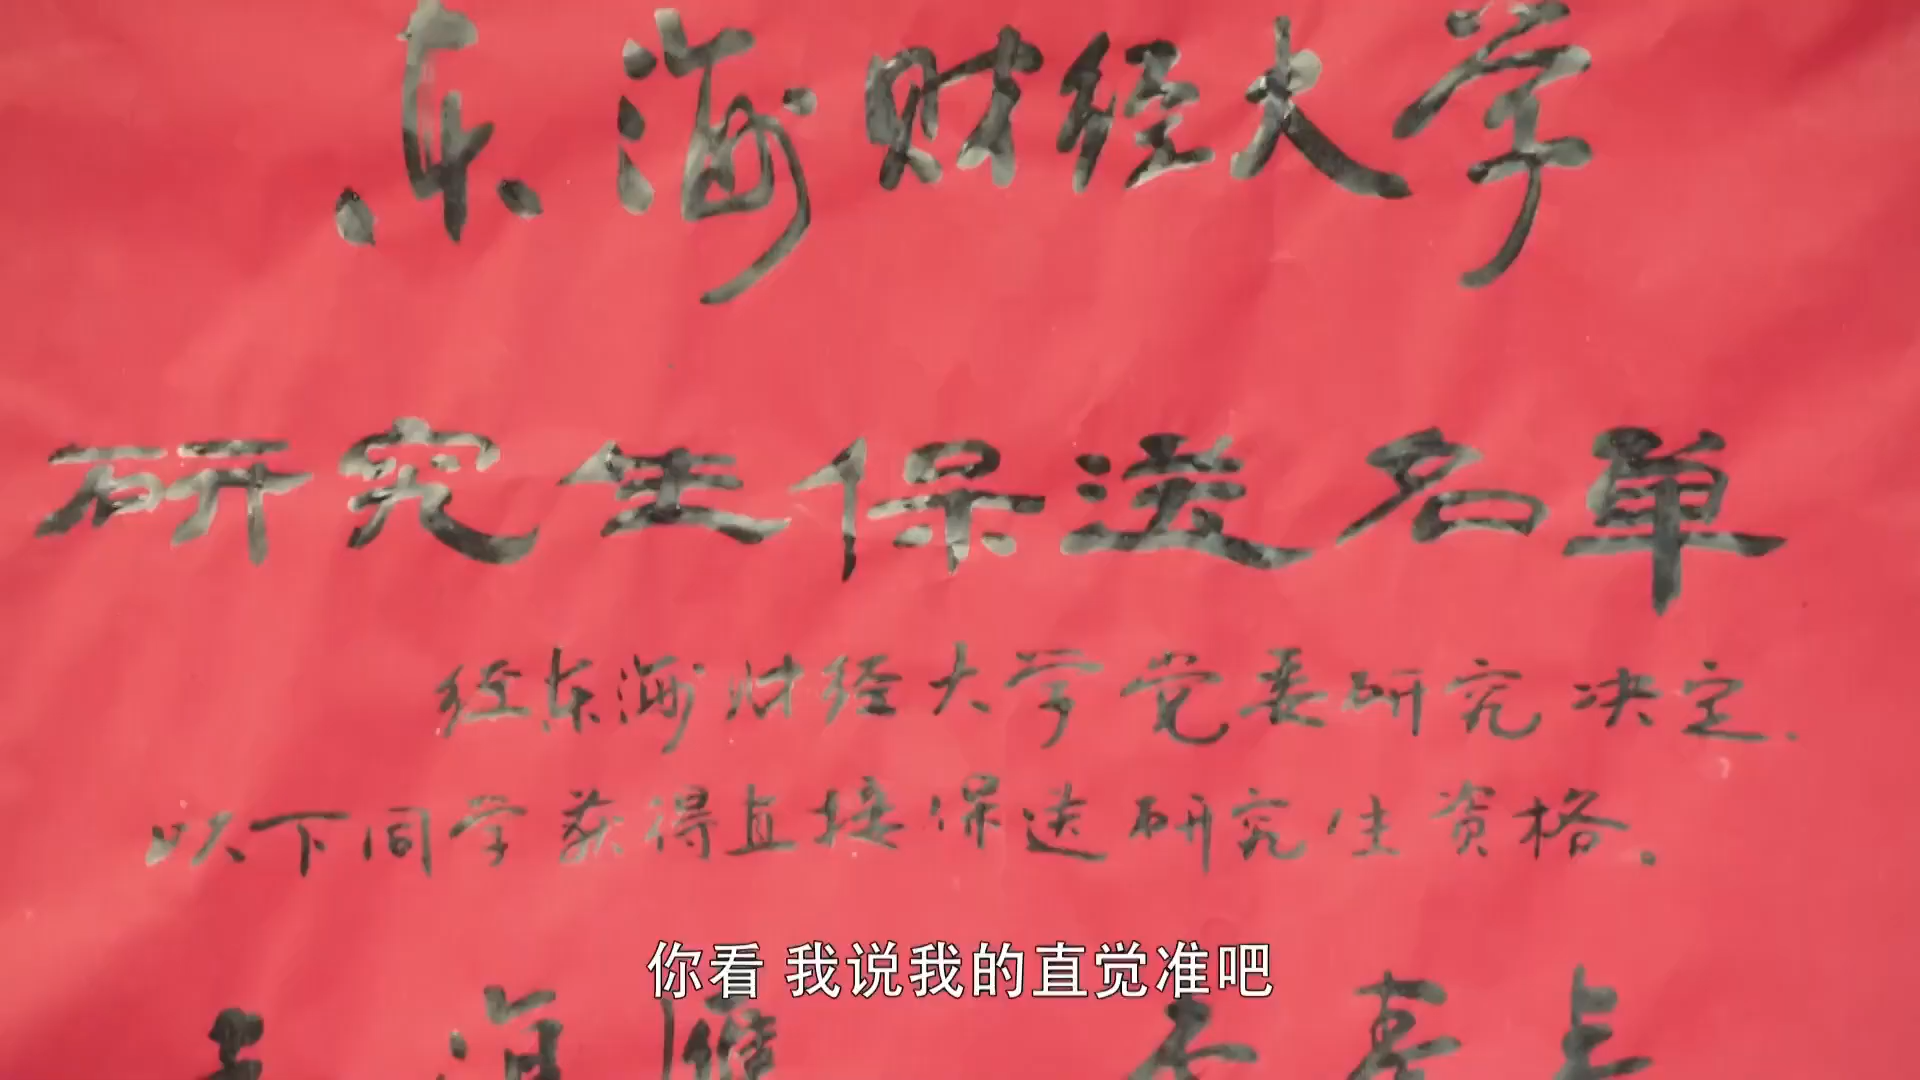 东海财经大学
研究生保送名单
经东海财经大学党委研究决定.
以下同学获得直接保送研究生资格.
你看 我说我的直觉准吧